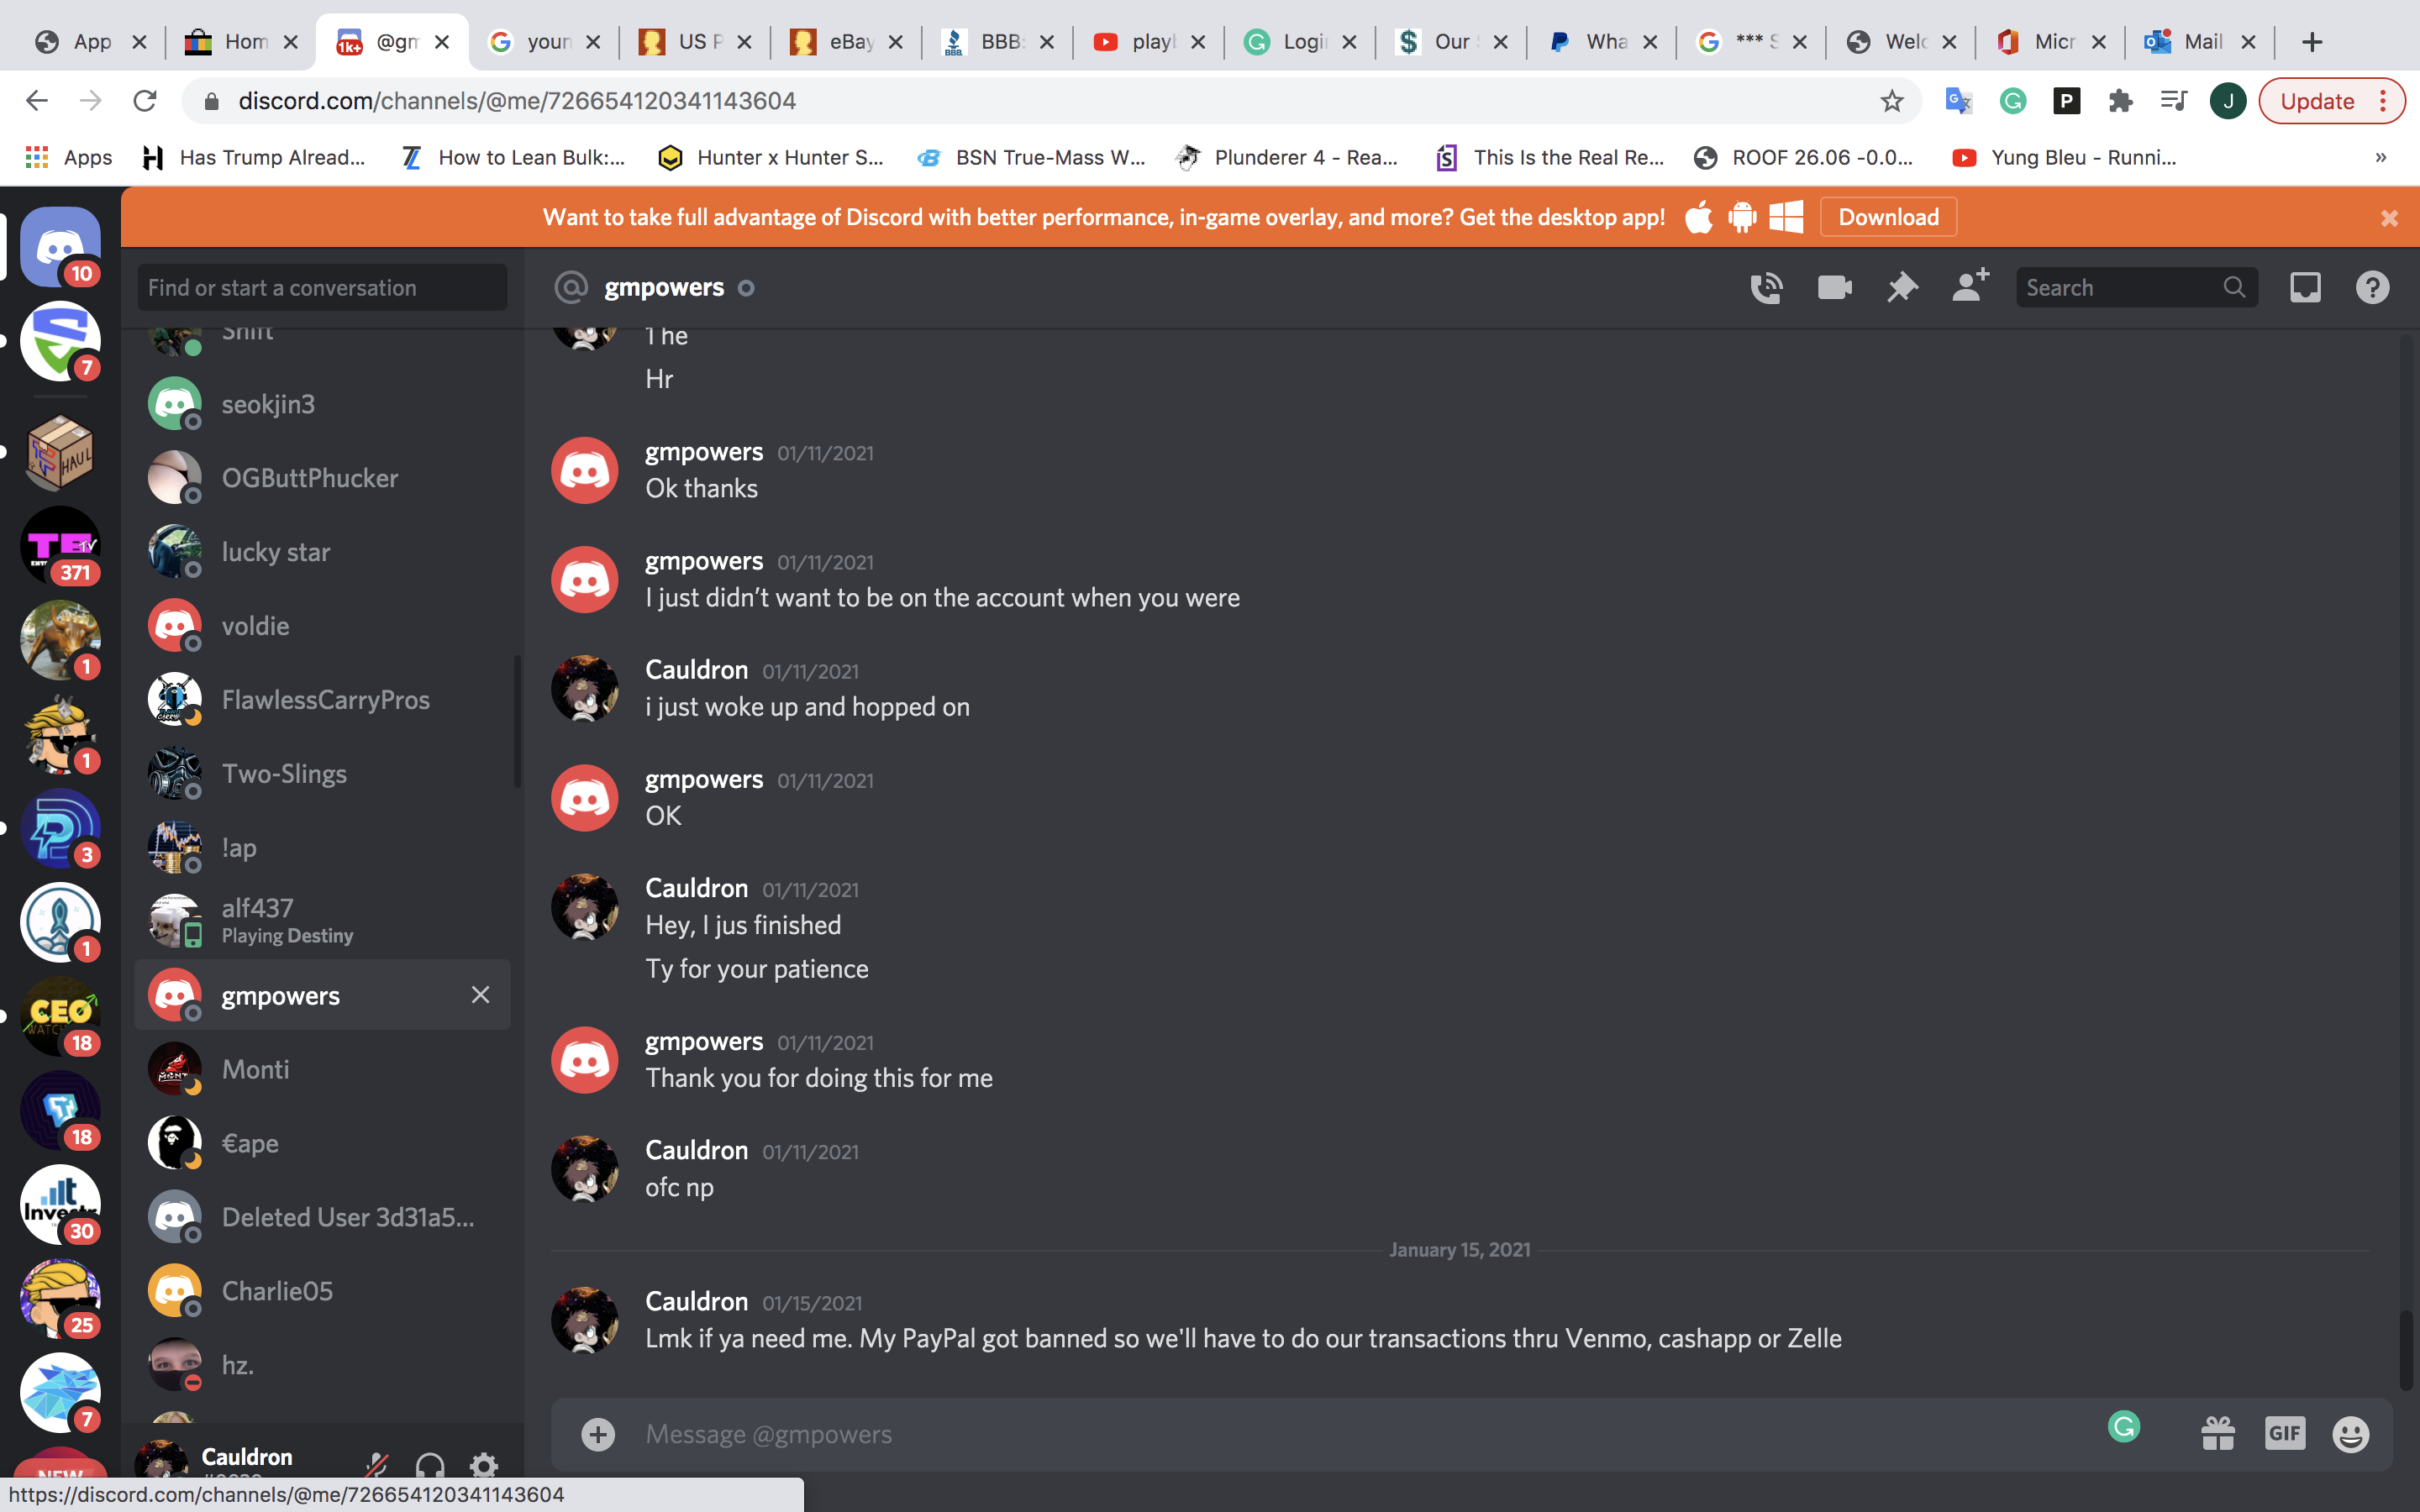 App
Hom
1k+
@gm
your
US P
eBay
BBB:
playl
Logi
Our
Wha
*** S
Welc
Micr
Mail
discord.com/channels/@me/726654120341143604
P
J
Update
Apps
Has Trump Alread...
How to Lean Bulk:...
Hunter x Hunter S...
BSN True-Mass W...
Plunderer 4 - Rea...
This Is the Real Re...
ROOF 26.06 -0.0...
Yung Bleu - Runni...
»
Want to take full advantage of Discord with better performance, in-game overlay, and more? Get the desktop app!
Download
10
7
HAUL
371
1
1
3
1
CEO
WATCH
18
18
Investr
30
25
7
NEW
Find or start a conversation
Shift
seokjin3
OGButtPhucker
lucky star
voldie
FlawlessCarryPros
Two-Slings
!ap
alf437
Playing Destiny
gmpowers
Monti
€ape
Deleted User 3d31a5...
Charlie05
hz.
Cauldron
gmpowers
Search
The
Hr
gmpowers 01/11/2021
Ok thanks
gmpowers 01/11/2021
I just didn’t want to be on the account when you were
Cauldron 01/11/2021
i just woke up and hopped on
gmpowers 01/11/2021
OK
Cauldron 01/11/2021
Hey, I jus finished
Ty for your patience
gmpowers 01/11/2021
Thank you for doing this for me
Cauldron 01/11/2021
ofc np
January 15, 2021
Cauldron 01/15/2021
Lmk if ya need me. My PayPal got banned so we'll have to do our transactions thru Venmo, cashapp or Zelle
Message @gmpowers
GIF
https://discord.com/channels/@me/726654120341143604